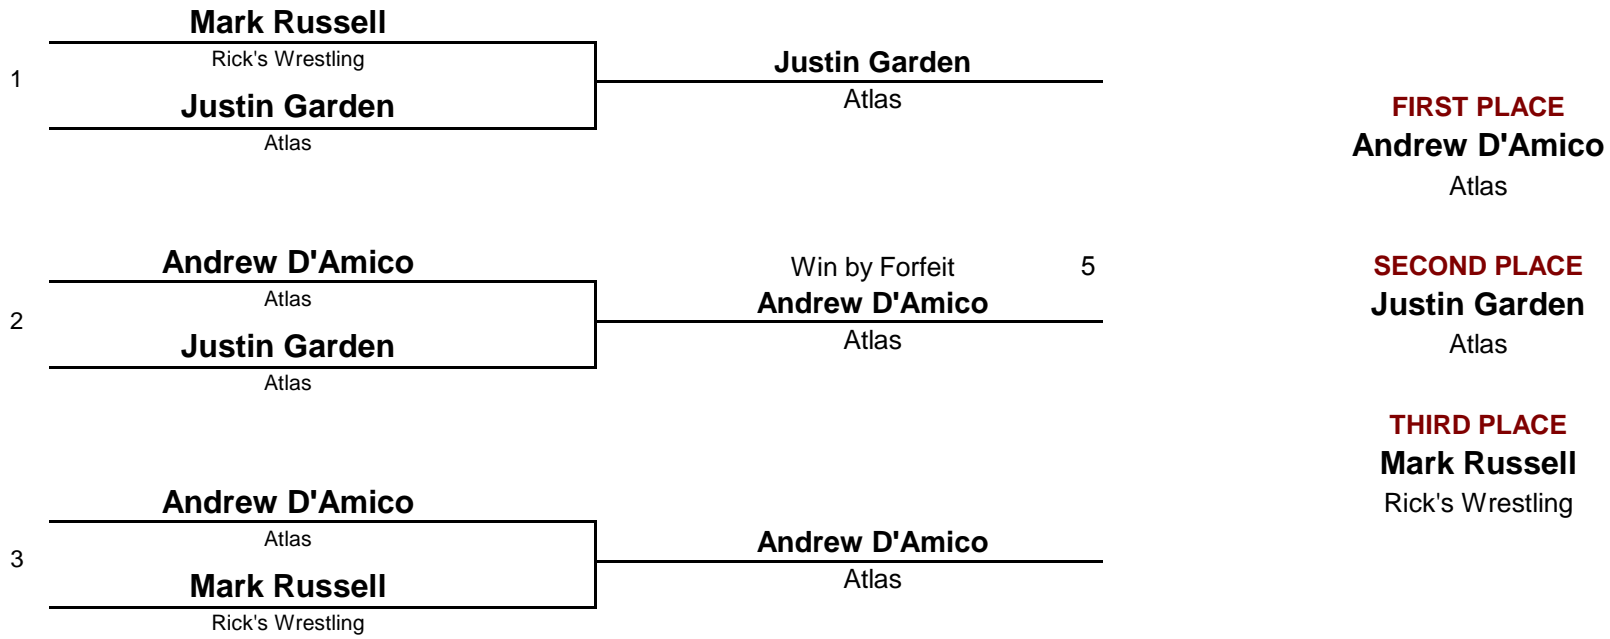 Mark Russell
Rick's Wrestling
1
Justin Garden
Atlas
Justin Garden
Atlas
Andrew D'Amico
Atlas
2
Justin Garden
Atlas
Win by Forfeit 5
Andrew D'Amico
Atlas
Andrew D'Amico
Atlas
3
Mark Russell
Rick's Wrestling
Andrew D'Amico
Atlas
FIRST PLACE
Andrew D'Amico
Atlas
SECOND PLACE
Justin Garden
Atlas
THIRD PLACE
Mark Russell
Rick's Wrestling